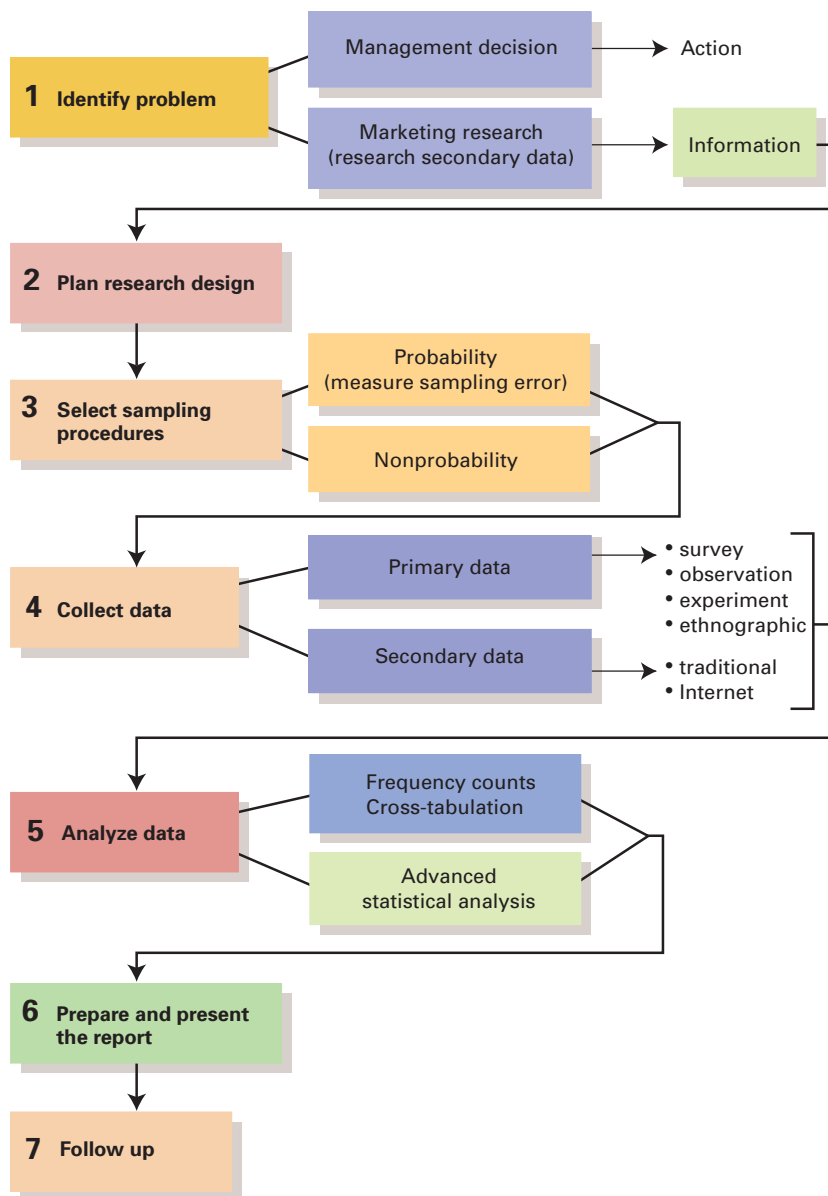 Management decision
Action
1 Identify problem
Marketing research
(research secondary data)
Information
2 Plan research design
Probability
(measure sampling error)
3 Select sampling
procedures
Nonprobability
Primary data
• survey
• observation
• experiment
• ethnographic
4 Collect data
Secondary data
• traditional
• Internet
Frequency counts
Cross-tabulation
5 Analyze data
Advanced
statistical analysis
6 Prepare and present
the report
7 Follow up